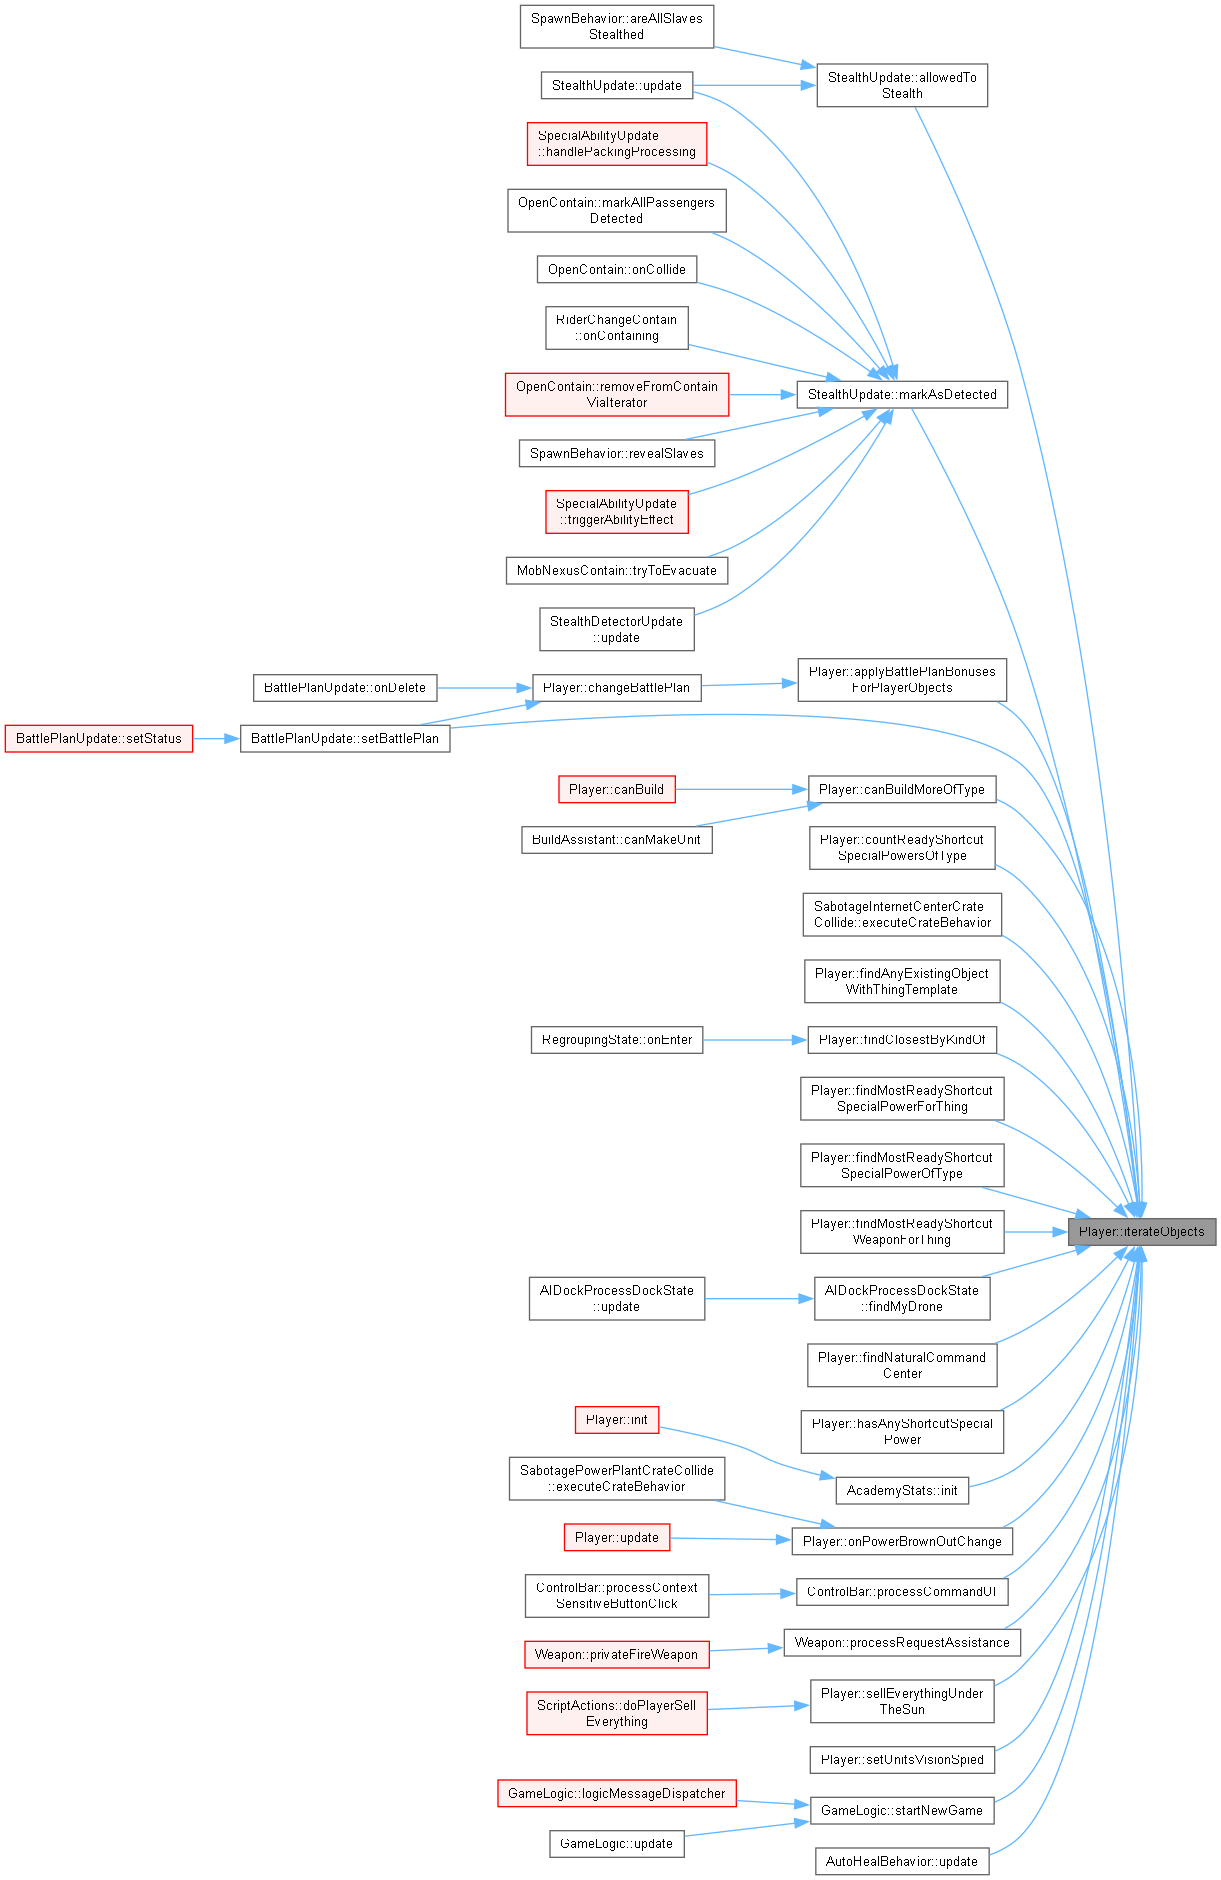 SpawnBehavior::areAllSlaves
Stealthed
StealthUpdate::allowedTo
Stealth
StealthUpdate::update
SpecialAbilityUpdate
::handlePackingProcessing
OpenContain::markAllPassengers
Detected
OpenContain::onCollide
RiderChangeContain
::onContaining
OpenContain::removeFromContain
ViaIterator
StealthUpdate::markAsDetected
SpawnBehavior::revealSlaves
SpecialAbilityUpdate
::triggerAbilityEffect
MobNexusContain::tryToEvacuate
StealthDetectorUpdate
::update
Player::applyBattlePlanBonuses
ForPlayerObjects
BattlePlanUpdate::onDelete
Player::changeBattlePlan
BattlePlanUpdate::setStatus
BattlePlanUpdate::setBattlePlan
Player::canBuild
Player::canBuildMoreOfType
BuildAssistant::canMakeUnit
Player::countReadyShortcut
SpecialPowersOfType
SabotageInternetCenterCrate
Collide::executeCrateBehavior
Player::findAnyExistingObject
WithThingTemplate
RegroupingState::onEnter
Player::findClosestByKindOf
Player::findMostReadyShortcut
SpecialPowerForThing
Player::findMostReadyShortcut
SpecialPowerOfType
Player::findMostReadyShortcut
WeaponForThing
Player::iterateObjects
AIDockProcessDockState
::update
AIDockProcessDockState
::findMyDrone
Player::findNaturalCommand
Center
Player::hasAnyShortcutSpecial
Power
Player::init
AcademyStats::init
SabotagePowerPlantCrateCollide
::executeCrateBehavior
Player::update
Player::onPowerBrownOutChange
ControlBar::processContext
SensitiveButtonClick
ControlBar::processCommandUI
Weapon::privateFireWeapon
Weapon::processRequestAssistance
ScriptActions::doPlayerSell
Everything
Player::sellEverythingUnder
TheSun
Player::setUnitsVisionSpied
GameLogic::logicMessageDispatcher
GameLogic::startNewGame
GameLogic::update
AutoHealBehavior::update